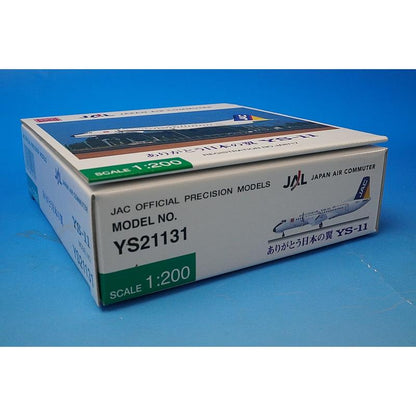 JAL JAPAN AIR COMMUTER
ありがとう日本の翼 YS-11
SCALE 1:200
JAC OFFICIAL PRECISION MODELS
MODEL NO.
YS21131
SCALE 1:200
JAL JAPAN AIR COMMUTER
JAC
ありがとう日本の翼 YS-11